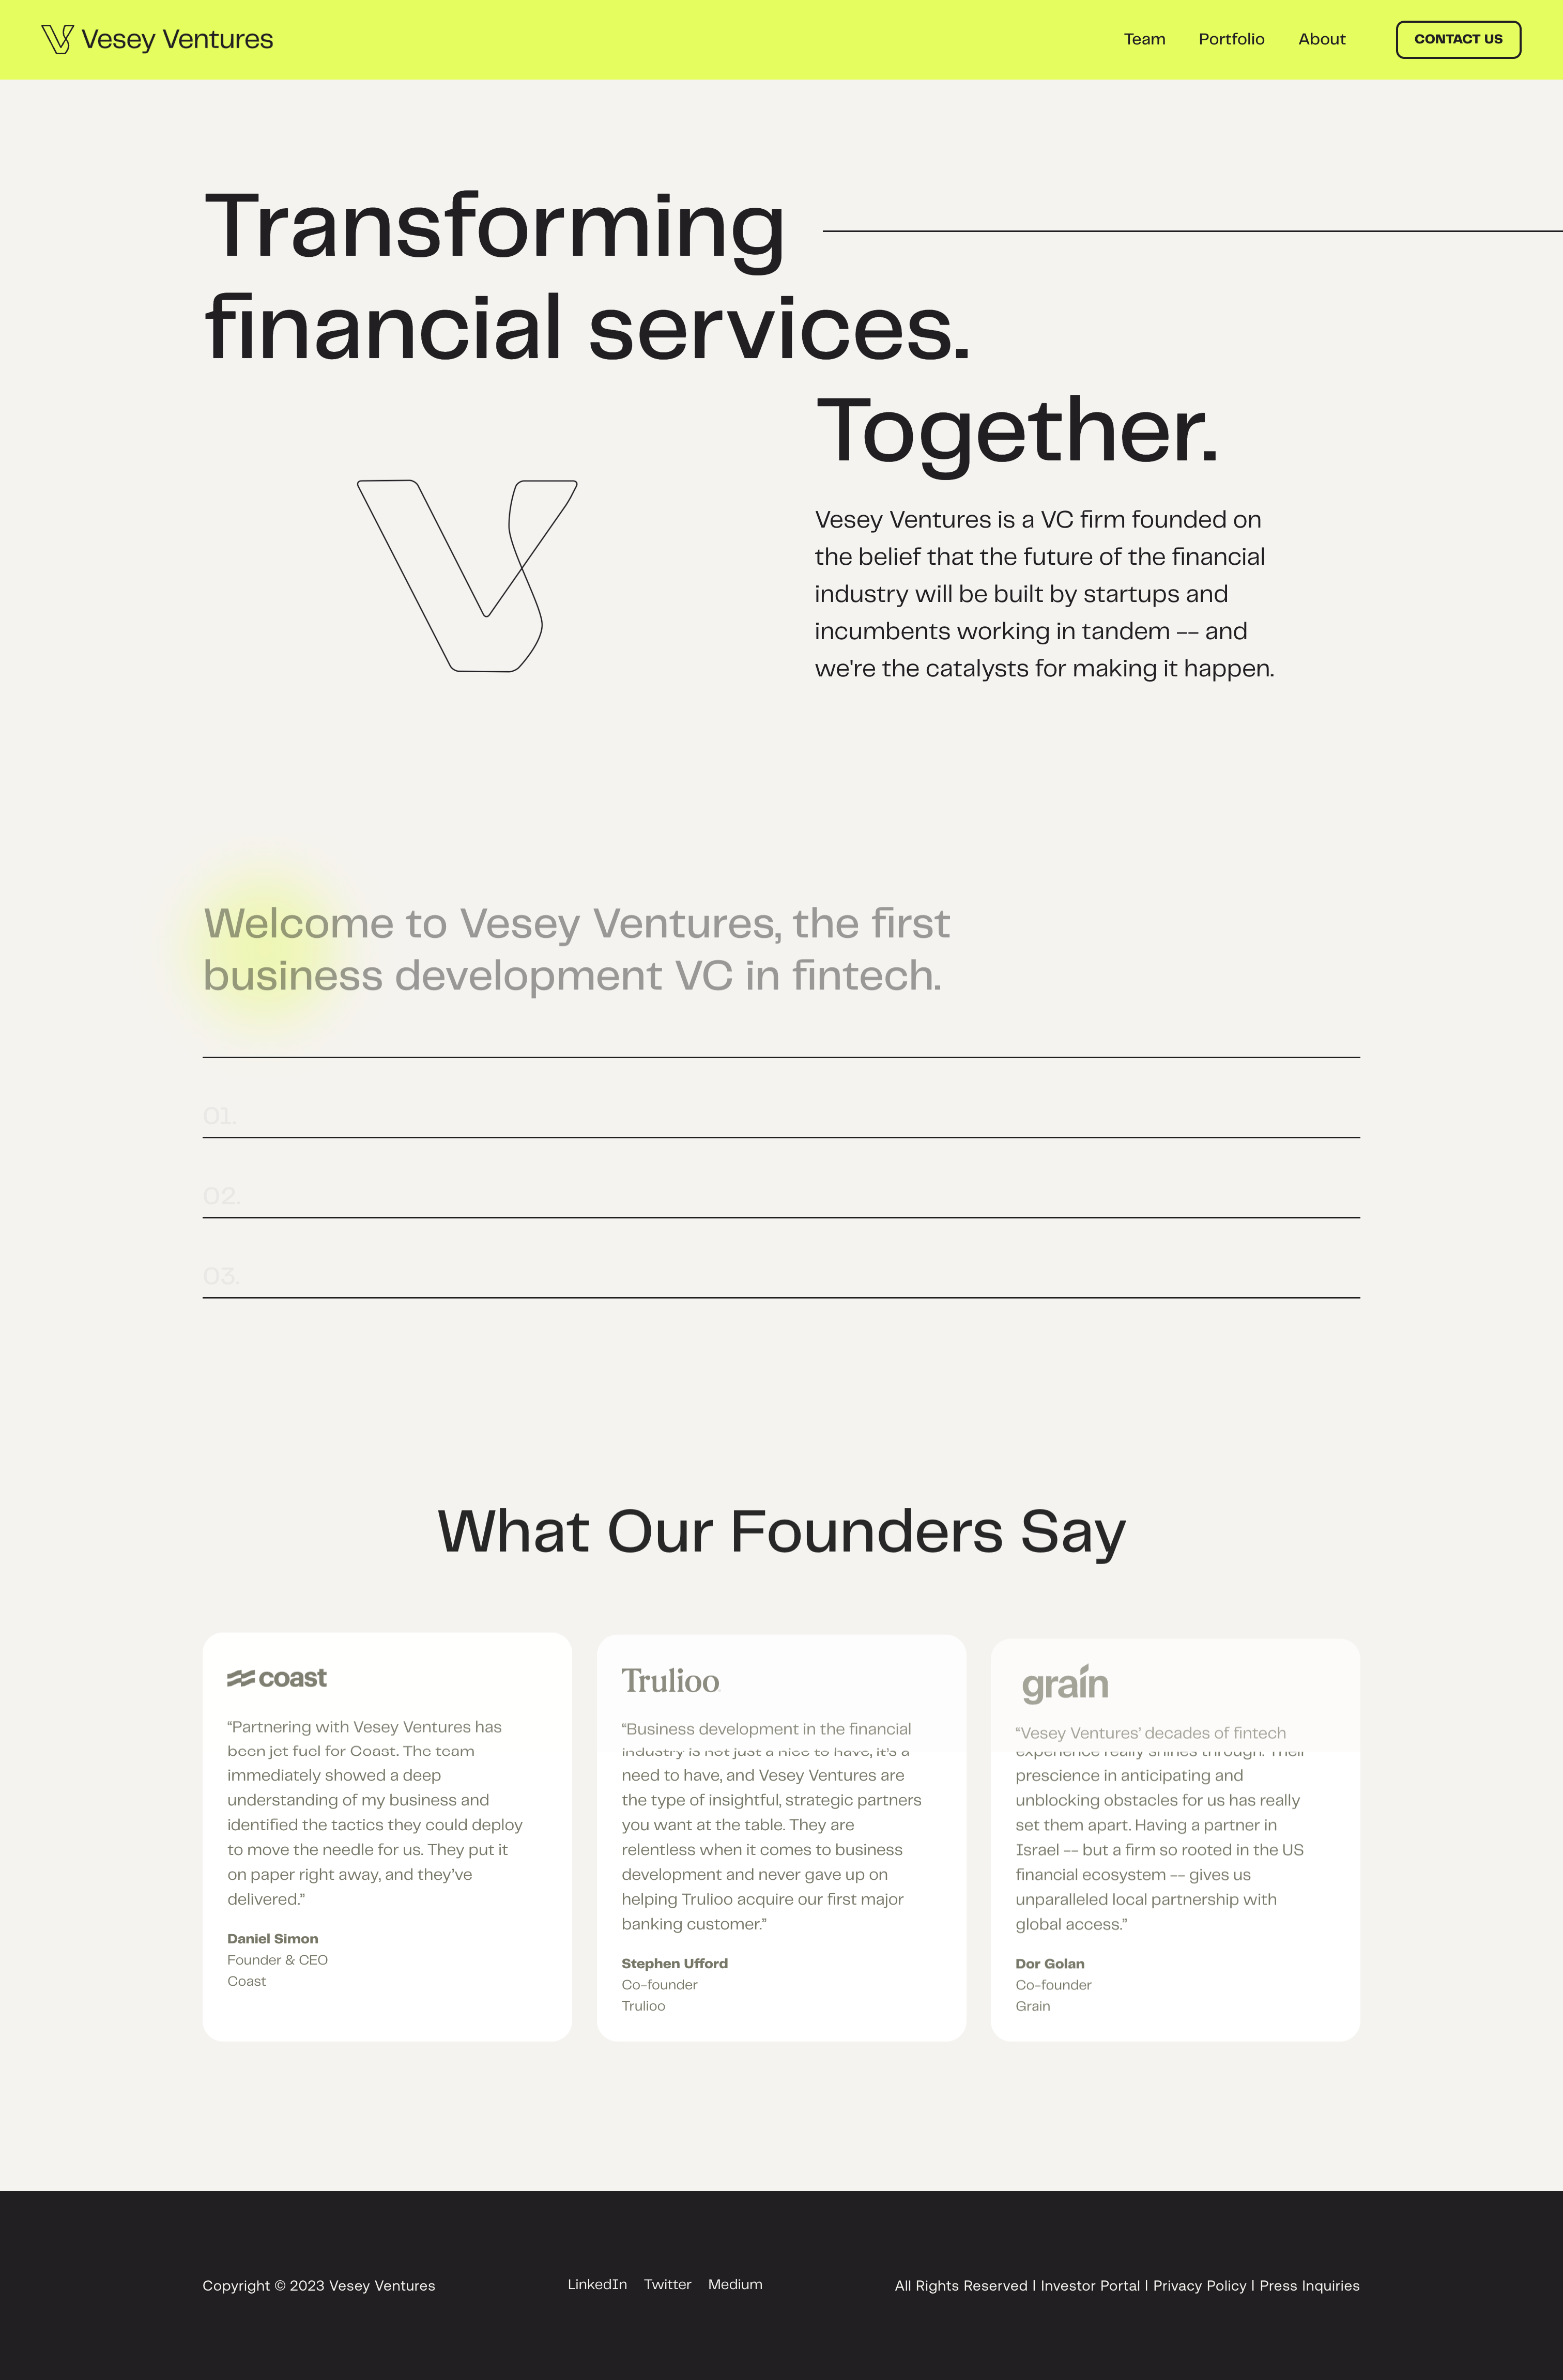 Vesey Ventures
Team
Portfolio
About
CONTACT US
Transforming
financial services.
Together.
Vesey Ventures is a VC firm founded on
the belief that the future of the financial
industry will be built by startups and
incumbents working in tandem -- and
we're the catalysts for making it happen.
Welcome to Vesey Ventures, the first
business development VC in fintech.
01.
02.
03.
What Our Founders Say
coast
“Partnering with Vesey Ventures has
been jet fuel for Coast. The team
immediately showed a deep
understanding of my business and
identified the tactics they could deploy
to move the needle for us. They put it
on paper right away, and they’ve
delivered.”
Daniel Simon
Founder & CEO
Coast
Trulioo
“Business development in the financial
industry is not just a nice to have, it’s a
need to have, and Vesey Ventures are
the type of insightful, strategic partners
you want at the table. They are
relentless when it comes to business
development and never gave up on
helping Trulioo acquire our first major
banking customer.”
Stephen Ufford
Co-founder
Trulioo
grain
“Vesey Ventures’ decades of fintech
experience really shines through. Their
prescience in anticipating and
unblocking obstacles for us has really
set them apart. Having a partner in
Israel -- but a firm so rooted in the US
financial ecosystem -- gives us
unparalleled local partnership with
global access.”
Dor Golan
Co-founder
Grain
Copyright © 2023 Vesey Ventures
LinkedIn
Twitter
Medium
All Rights Reserved | Investor Portal | Privacy Policy | Press Inquiries